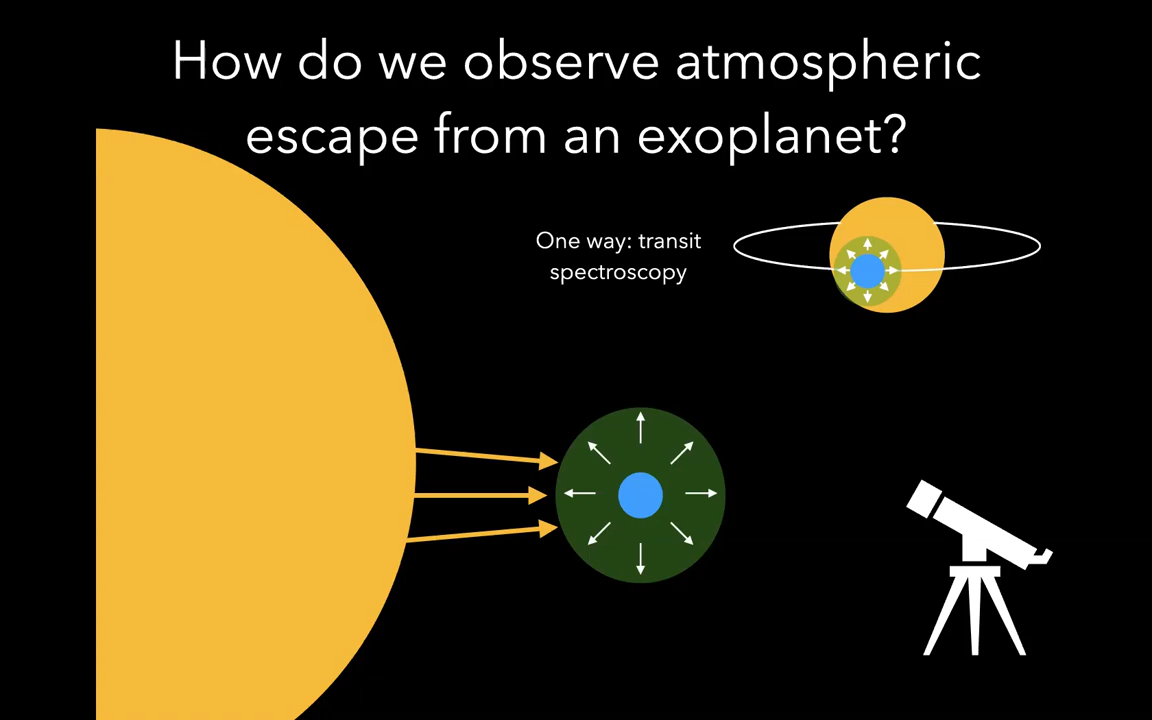 How do we observe atmospheric
escape from an exoplanet?
One way: transit
spectroscopy